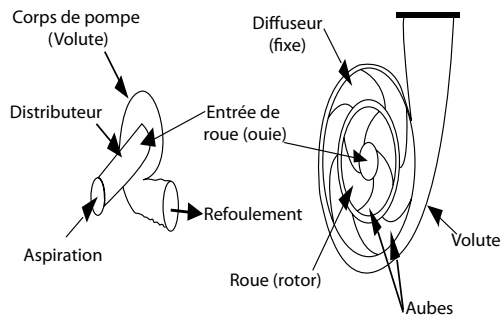 Corps de pompe
(Volute)
Distributeur
Aspiration
Refoulement
Entrée de
roue (ouie)
Diffuseur
(fixe)
Roue (rotor)
Volute
Aubes